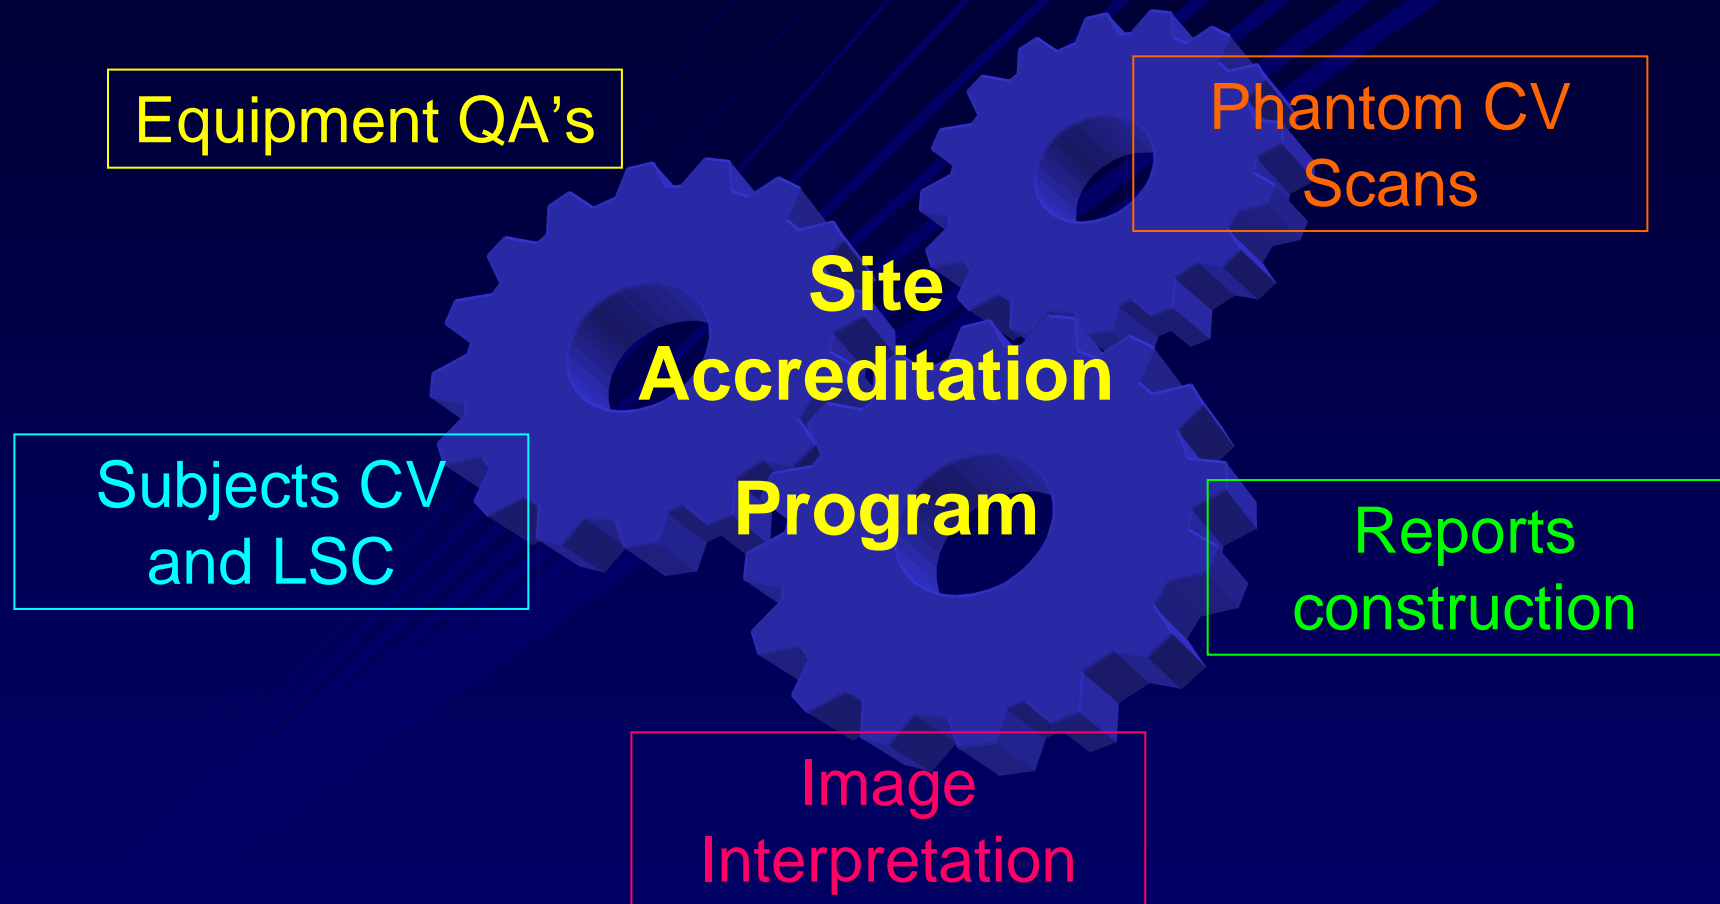 Equipment QA’s
Phantom CV
Scans
Site
Accreditation
Program
Subjects CV
and LSC
Reports
construction
Image
Interpretation